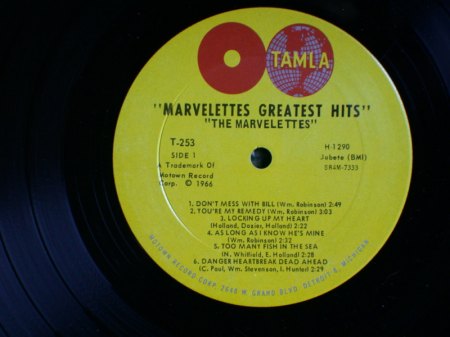 TAMLA
"MARVELETTES GREATEST HITS"
"THE MARVELETTES"
T-253
SIDE 1
A Trademark Of
Motown Record
Corp. © 1966
H-1290
Jobete (BMI)
SR4M-7333
1. DON'T MESS WITH BILL (Wm. Robinson) 2:49
2. YOU'RE MY REMEDY (Wm. Robinson) 3:03
3. LOCKING UP MY HEART
(Holland, Dozier, Holland) 2:22
4. AS LONG AS I KNOW HE'S MINE
(Wm. Robinson) 2:32
5. TOO MANY FISH IN THE SEA
(N. Whitfield, E. Holland) 2:28
6. DANGER HEARTBREAK DEAD AHEAD
(C. Paul, Wm. Stevenson, I. Hunter) 2:29
MOTOWN RECORD CORP. 2648 W. GRAND BLVD. DETROIT 8, MICHIGAN